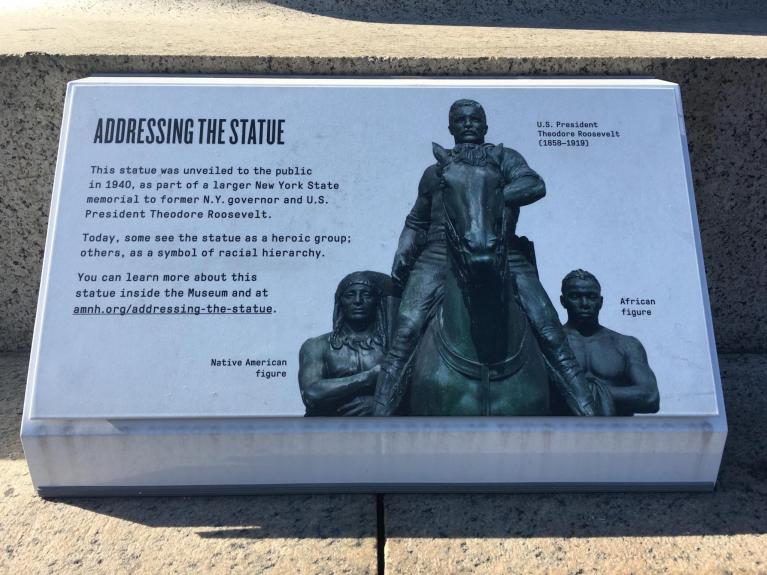 ADDRESSING THE STATUE
This statue was unveiled to the public
in 1940, as part of a larger New York State
memorial to former N.Y. governor and U.S.
President Theodore Roosevelt.
Today, some see the statue as a heroic group;
others, as a symbol of racial hierarchy.
You can learn more about this
statue inside the Museum and at
amnh.org/addressing-the-statue.
U.S. President
Theodore Roosevelt
(1858–1919)
Native American
figure
African
figure